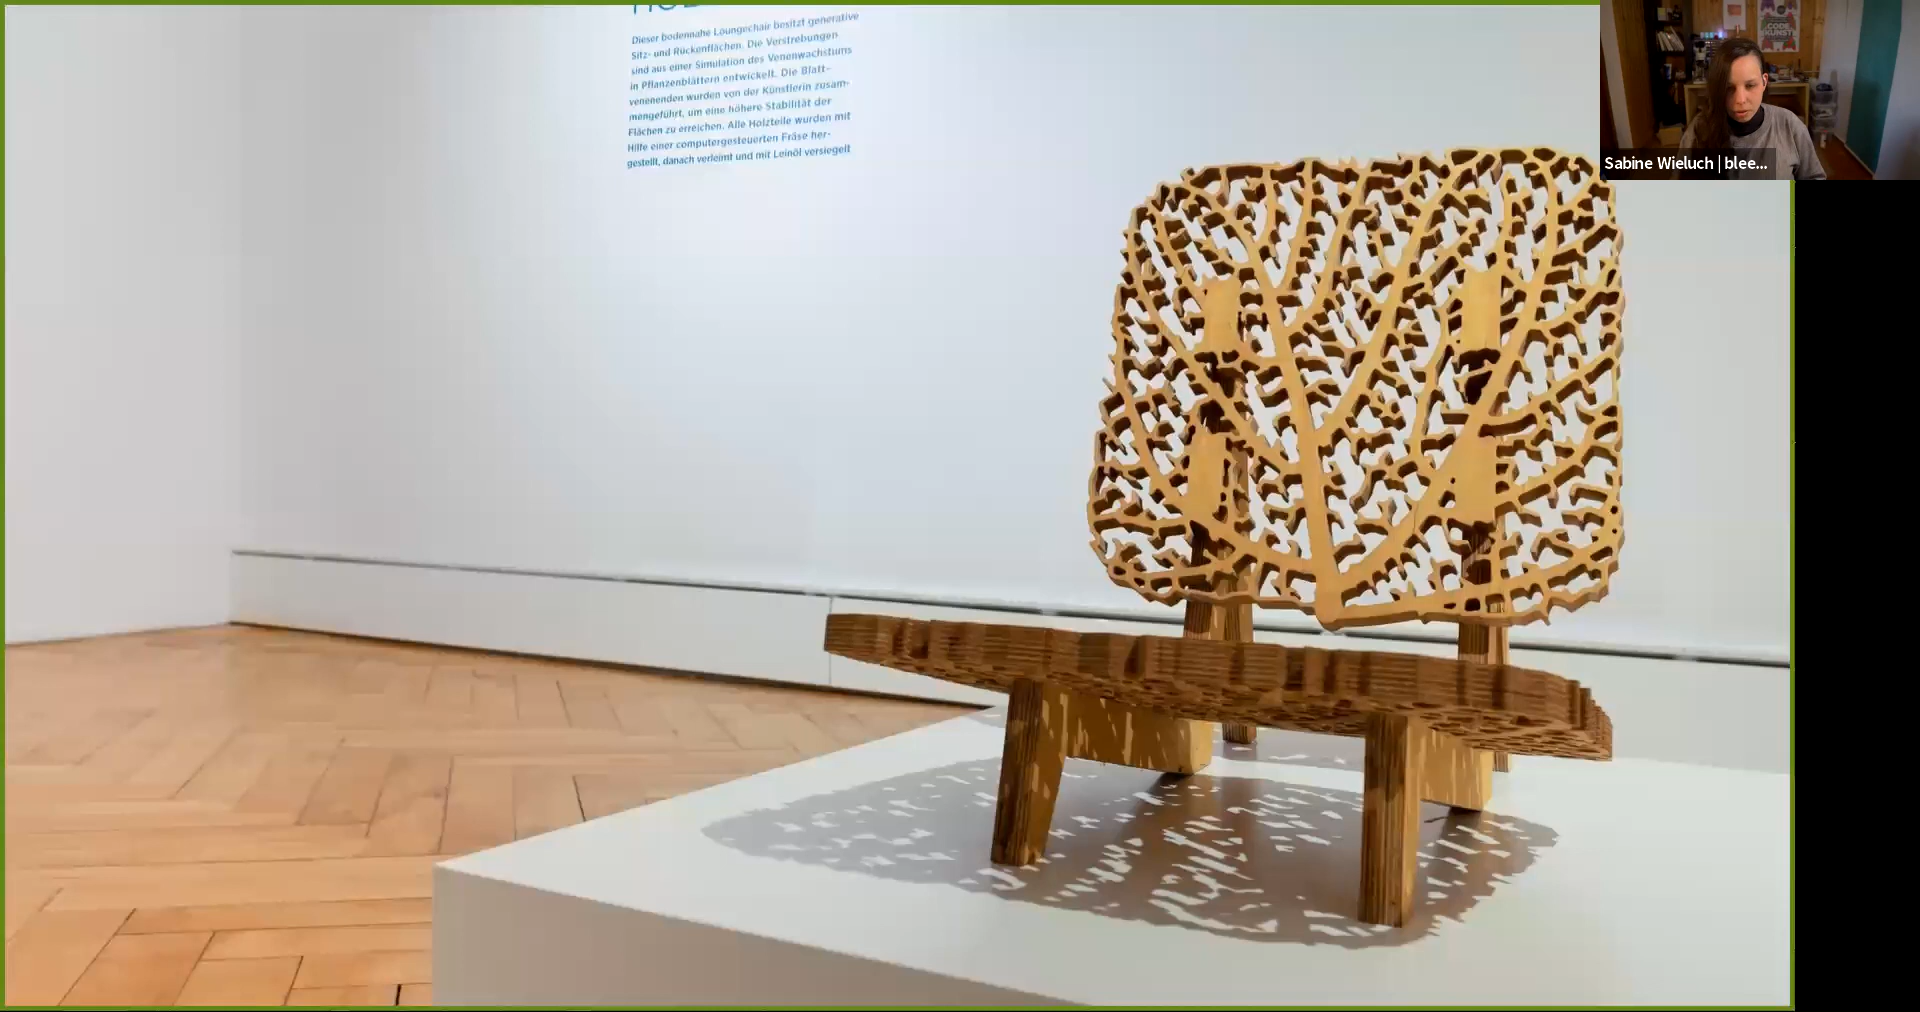 Dieser bodennahe Loungechair besitzt generative
Sitz- und Rückenflächen. Die Verstrebungen
sind aus einer Simulation des Venenwachstums
in Pflanzenblättern entwickelt. Die Blatt-
venenenden wurden von der Künstlerin zusam-
mengeführt, um eine höhere Stabilität der
Flächen zu erreichen. Alle Holzteile wurden mit
Hilfe einer computergesteuerten Fräse her-
gestellt, danach verleimt und mit Leinöl versiegelt
CODE
KUNST
Sabine Wieluch | blee...